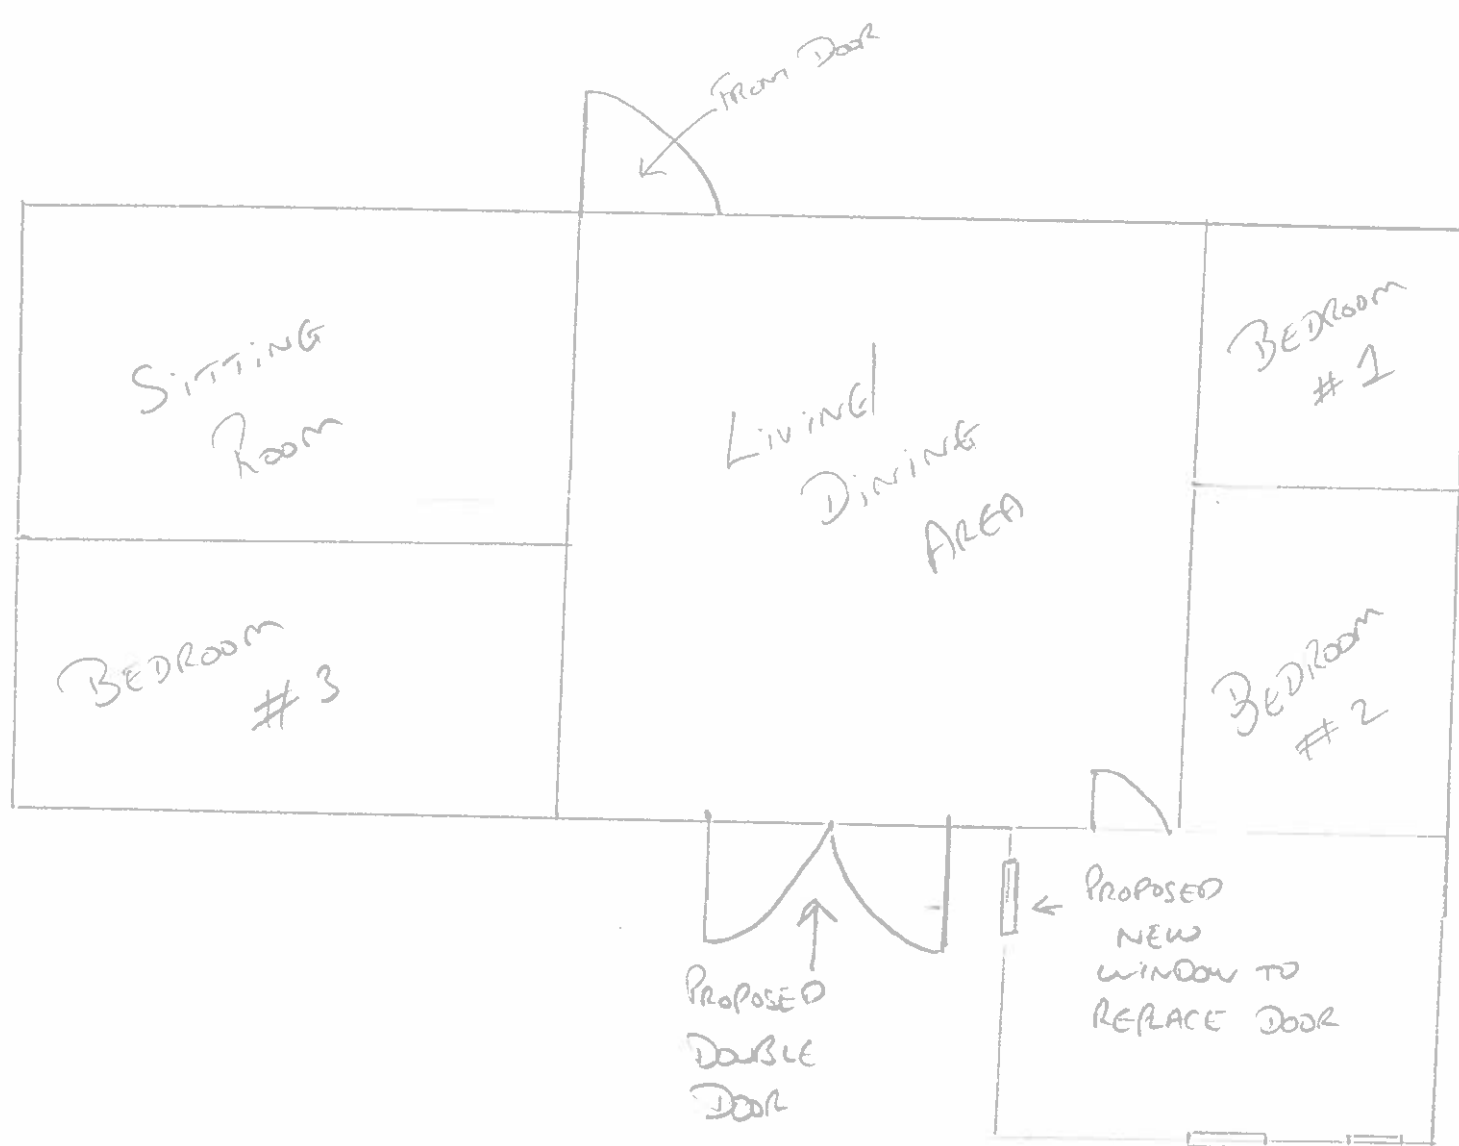 FRONT DOOR
SITTING
ROOM
LIVING/
DINING
AREA
BEDROOM
# 1
BEDROOM
# 3
BEDROOM
# 2
PROPOSED
DOUBLE
DOOR
PROPOSED
NEW
WINDOW TO
REPLACE DOOR